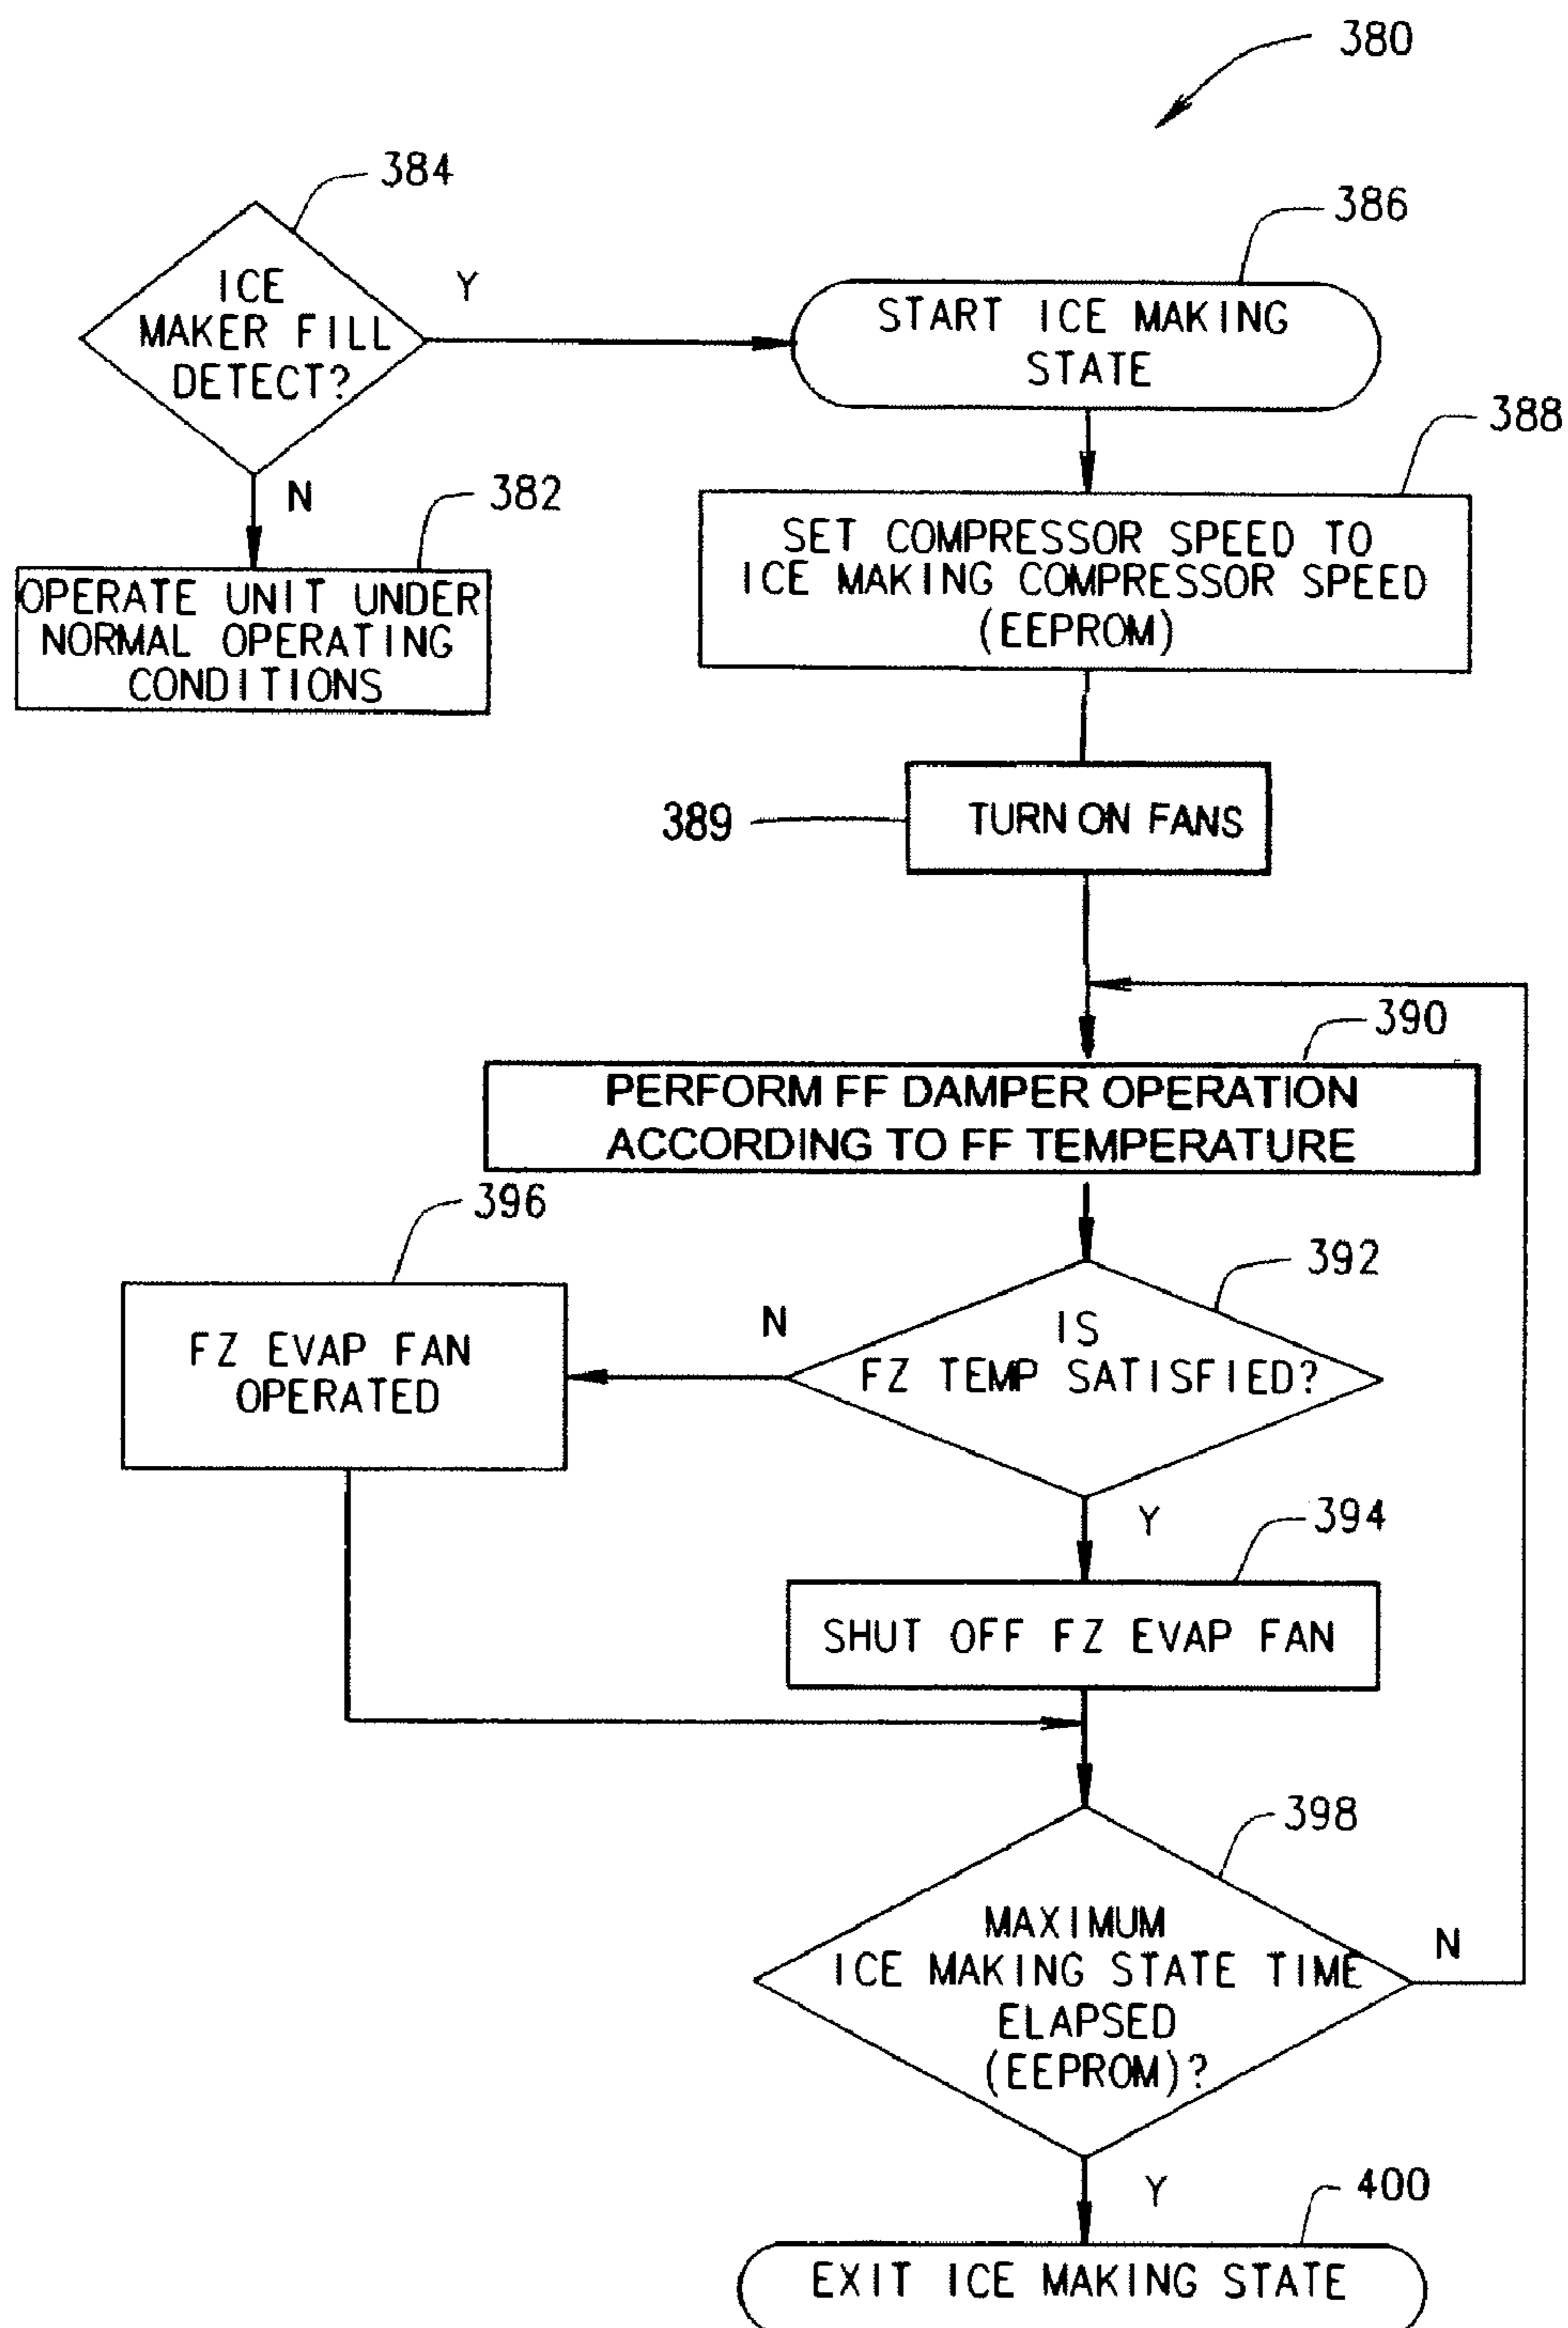 380
384
ICE
MAKER FILL
DETECT?
Y
N
386
START ICE MAKING
STATE
388
SET COMPRESSOR SPEED TO
ICE MAKING COMPRESSOR SPEED
(EEPROM)
382
OPERATE UNIT UNDER
NORMAL OPERATING
CONDITIONS
389
TURN ON FANS
390
PERFORM FF DAMPER OPERATION
ACCORDING TO FF TEMPERATURE
392
IS
FZ TEMP SATISFIED?
N
396
FZ EVAP FAN
OPERATED
Y
394
SHUT OFF FZ EVAP FAN
398
MAXIMUM
ICE MAKING STATE TIME
ELAPSED
(EEPROM)?
N
Y
400
EXIT ICE MAKING STATE